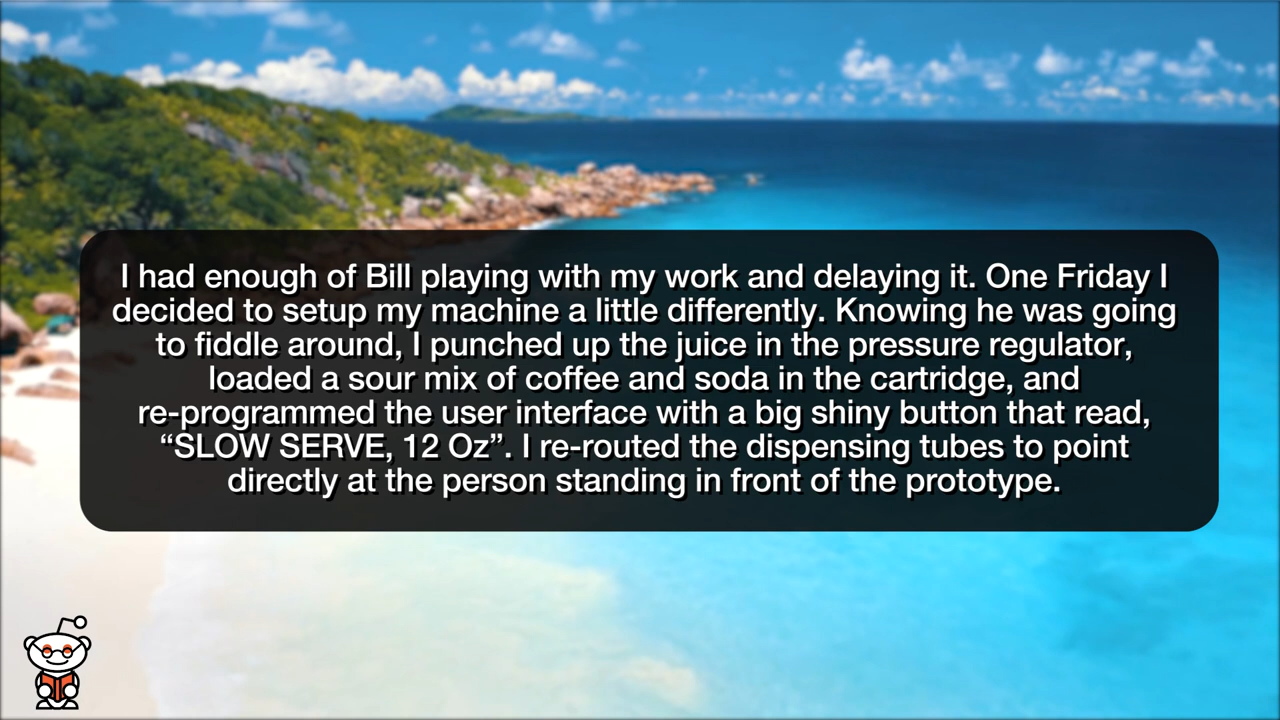 I had enough of Bill playing with my work and delaying it. One Friday I
decided to setup my machine a little differently. Knowing he was going
to fiddle around, I punched up the juice in the pressure regulator,
loaded a sour mix of coffee and soda in the cartridge, and
re-programmed the user interface with a big shiny button that read,
“SLOW SERVE, 12 Oz”. I re-routed the dispensing tubes to point
directly at the person standing in front of the prototype.